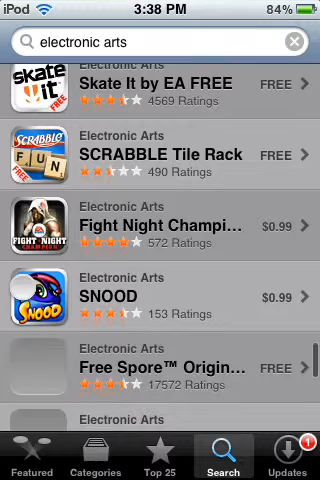 iPod 3:38 PM 84%
electronic arts
skate it FREE
Electronic Arts
Skate It by EA FREE
FREE
4569 Ratings
SCRABBLE FUN FREE
Electronic Arts
SCRABBLE Tile Rack
FREE
490 Ratings
EA FIGHT NIGHT CHAMPION
Electronic Arts
Fight Night Champi...
$0.99
572 Ratings
SNOOD
Electronic Arts
SNOOD
$0.99
153 Ratings
Electronic Arts
Free Spore™ Origin...
FREE
17572 Ratings
Electronic Arts
Featured Categories Top 25 Search Updates
1